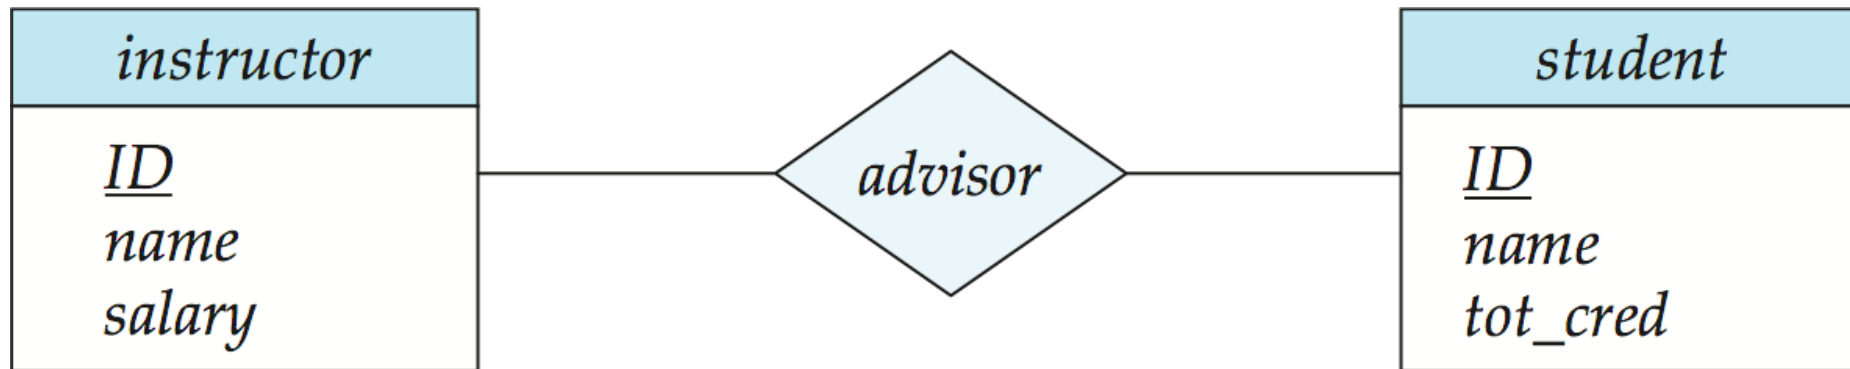 instructor
ID
name
salary
advisor
student
ID
name
tot_cred